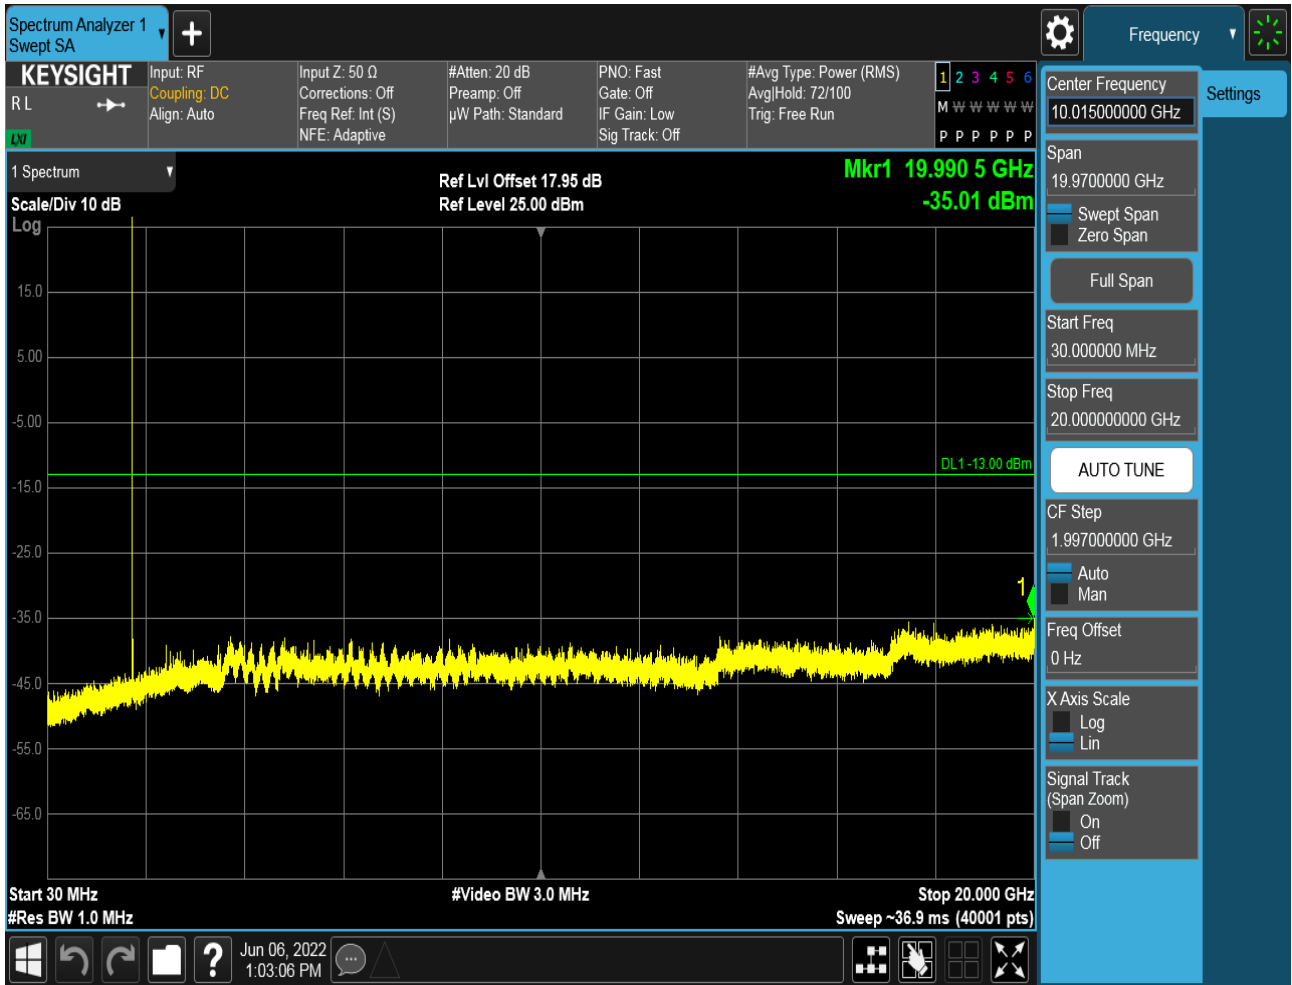 Spectrum Analyzer 1
Swept SA
Frequency
KEYSIGHT
R L
LXI
Input: RF
Coupling: DC
Align: Auto
Input Z: 50 Ω
Corrections: Off
Freq Ref: Int (S)
NFE: Adaptive
#Atten: 20 dB
Preamp: Off
µW Path: Standard
PNO: Fast
Gate: Off
IF Gain: Low
Sig Track: Off
#Avg Type: Power (RMS)
Avg|Hold: 72/100
Trig: Free Run
1 2 3 4 5 6
M W W W W W
P P P P P P
1 Spectrum
Scale/Div 10 dB
Log
Ref Lvl Offset 17.95 dB
Ref Level 25.00 dBm
Mkr1 19.990 5 GHz
-35.01 dBm
15.0
5.00
-5.00
-15.0
-25.0
-35.0
-45.0
-55.0
-65.0
DL1 -13.00 dBm
1
Start 30 MHz
#Res BW 1.0 MHz
#Video BW 3.0 MHz
Stop 20.000 GHz
Sweep ~36.9 ms (40001 pts)
Jun 06, 2022
1:03:06 PM
Center Frequency
10.015000000 GHz
Settings
Span
19.9700000 GHz
Swept Span
Zero Span
Full Span
Start Freq
30.000000 MHz
Stop Freq
20.000000000 GHz
AUTO TUNE
CF Step
1.997000000 GHz
Auto
Man
Freq Offset
0 Hz
X Axis Scale
Log
Lin
Signal Track
(Span Zoom)
On
Off